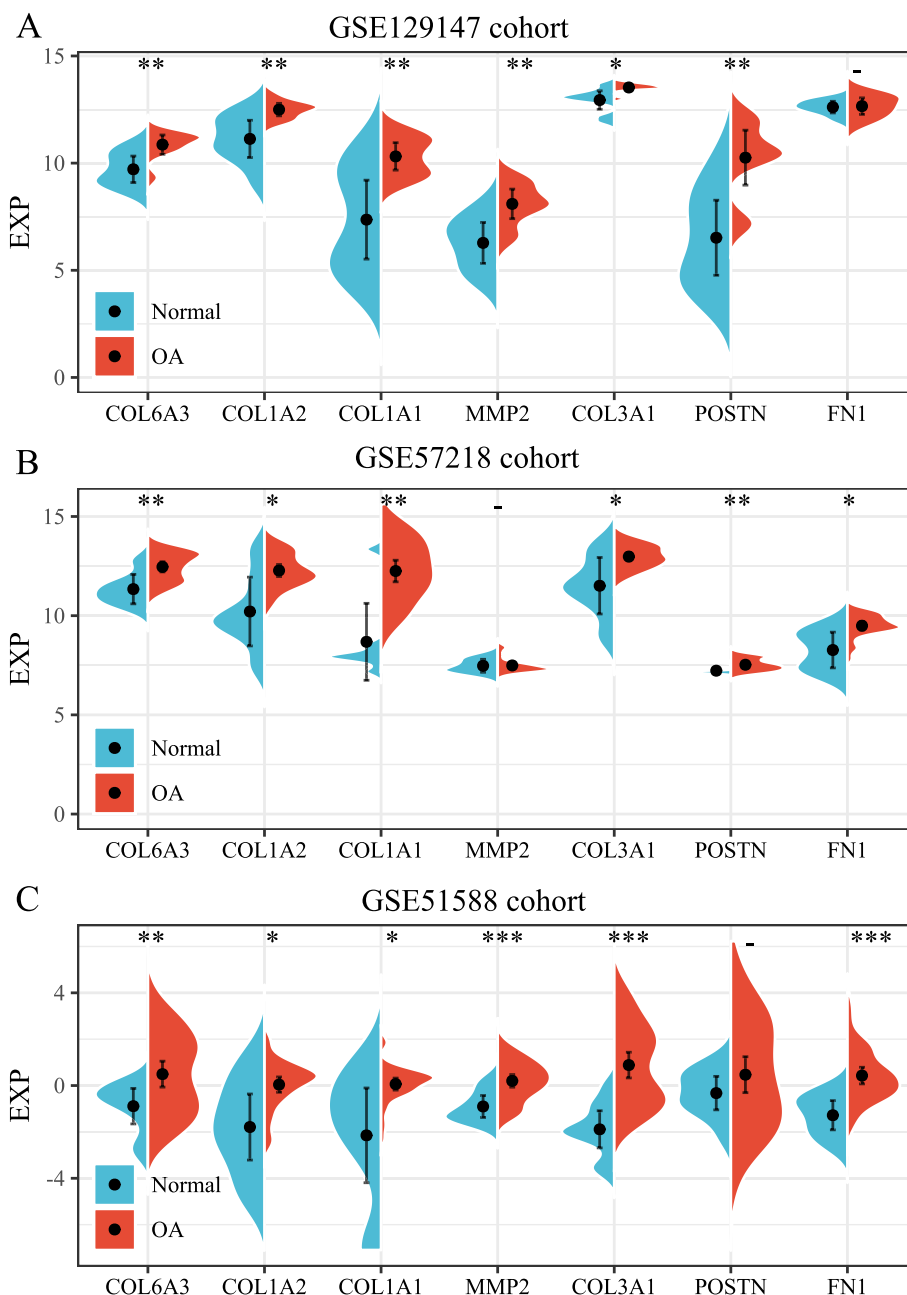 A
GSE129147 cohort
** ** ** ** * ** -
15
10
5
0
EXP
Normal
OA
COL6A3 COL1A2 COL1A1 MMP2 COL3A1 POSTN FN1
B
GSE57218 cohort
** * ** - * ** *
15
10
5
0
EXP
Normal
OA
COL6A3 COL1A2 COL1A1 MMP2 COL3A1 POSTN FN1
C
GSE51588 cohort
** * * *** *** - ***
4
0
-4
EXP
Normal
OA
COL6A3 COL1A2 COL1A1 MMP2 COL3A1 POSTN FN1